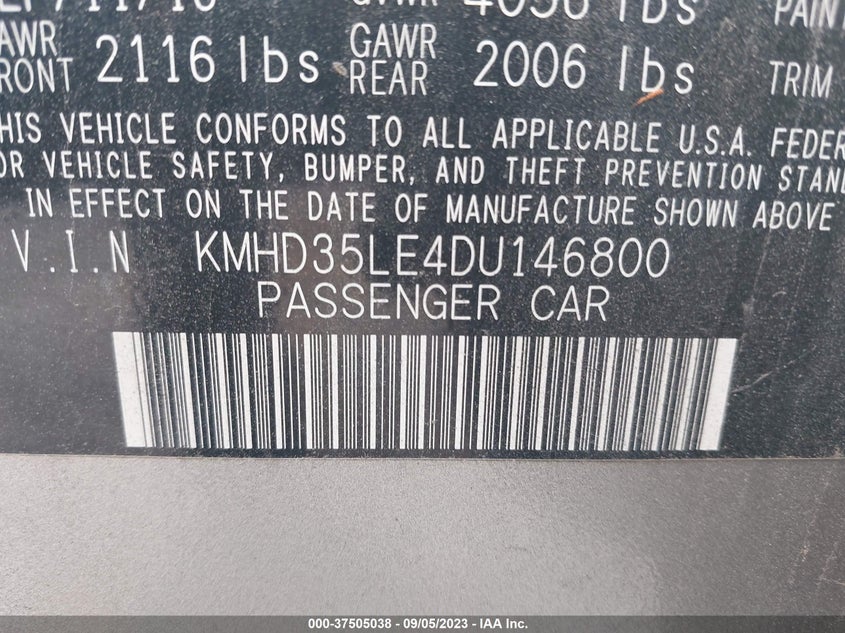 GAWR FRONT 2116 lbs GAWR REAR 2006 lbs TRIM
THIS VEHICLE CONFORMS TO ALL APPLICABLE U.S.A. FEDER
OR VEHICLE SAFETY, BUMPER, AND THEFT PREVENTION STAN
IN EFFECT ON THE DATE OF MANUFACTURE SHOWN ABOVE
V.I.N KMHD35LE4DU146800
PASSENGER CAR
000-37505038 - 09/05/2023 - IAA Inc.